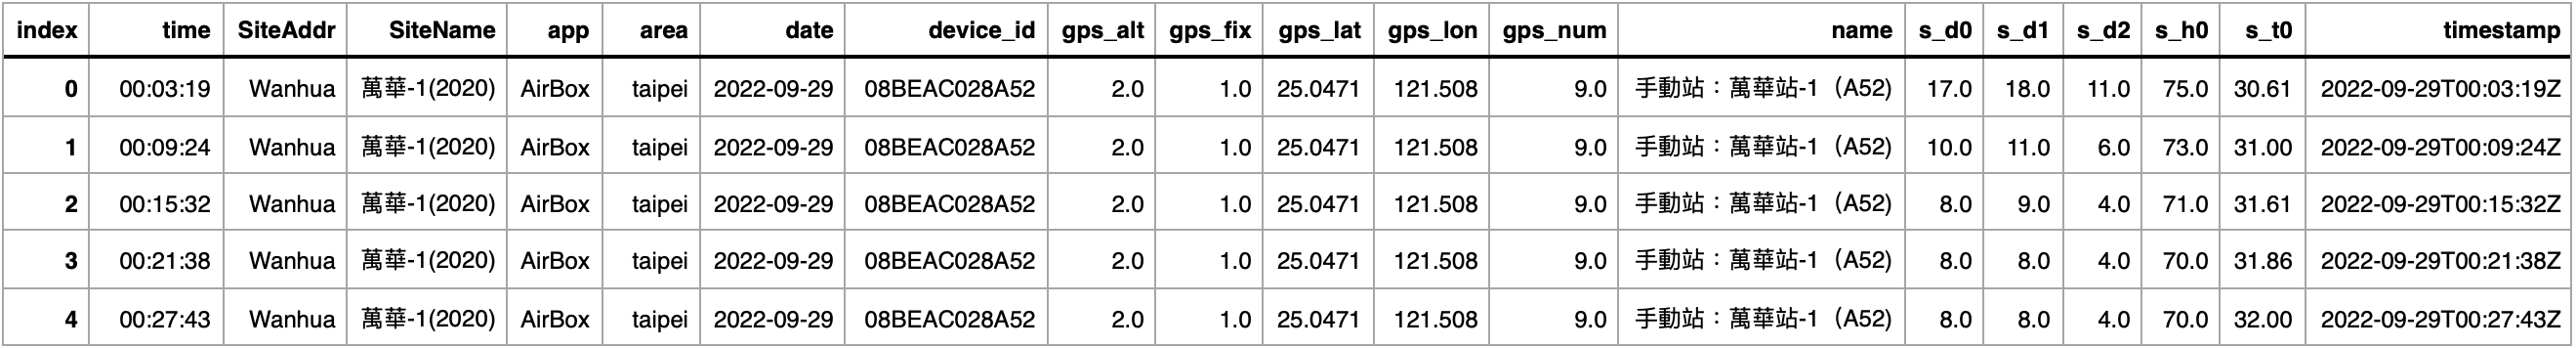 index time SiteAddr SiteName app area date device_id gps_alt gps_fix gps_lat gps_lon gps_num name s_d0 s_d1 s_d2 s_h0 s_t0 timestamp
0 00:03:19 Wanhua 萬華-1(2020) AirBox taipei 2022-09-29 08BEAC028A52 2.0 1.0 25.0471 121.508 9.0 手動站：萬華站-1（A52) 17.0 18.0 11.0 75.0 30.61 2022-09-29T00:03:19Z
1 00:09:24 Wanhua 萬華-1(2020) AirBox taipei 2022-09-29 08BEAC028A52 2.0 1.0 25.0471 121.508 9.0 手動站：萬華站-1（A52) 10.0 11.0 6.0 73.0 31.00 2022-09-29T00:09:24Z
2 00:15:32 Wanhua 萬華-1(2020) AirBox taipei 2022-09-29 08BEAC028A52 2.0 1.0 25.0471 121.508 9.0 手動站：萬華站-1（A52) 8.0 9.0 4.0 71.0 31.61 2022-09-29T00:15:32Z
3 00:21:38 Wanhua 萬華-1(2020) AirBox taipei 2022-09-29 08BEAC028A52 2.0 1.0 25.0471 121.508 9.0 手動站：萬華站-1（A52) 8.0 8.0 4.0 70.0 31.86 2022-09-29T00:21:38Z
4 00:27:43 Wanhua 萬華-1(2020) AirBox taipei 2022-09-29 08BEAC028A52 2.0 1.0 25.0471 121.508 9.0 手動站：萬華站-1（A52) 8.0 8.0 4.0 70.0 32.00 2022-09-29T00:27:43Z